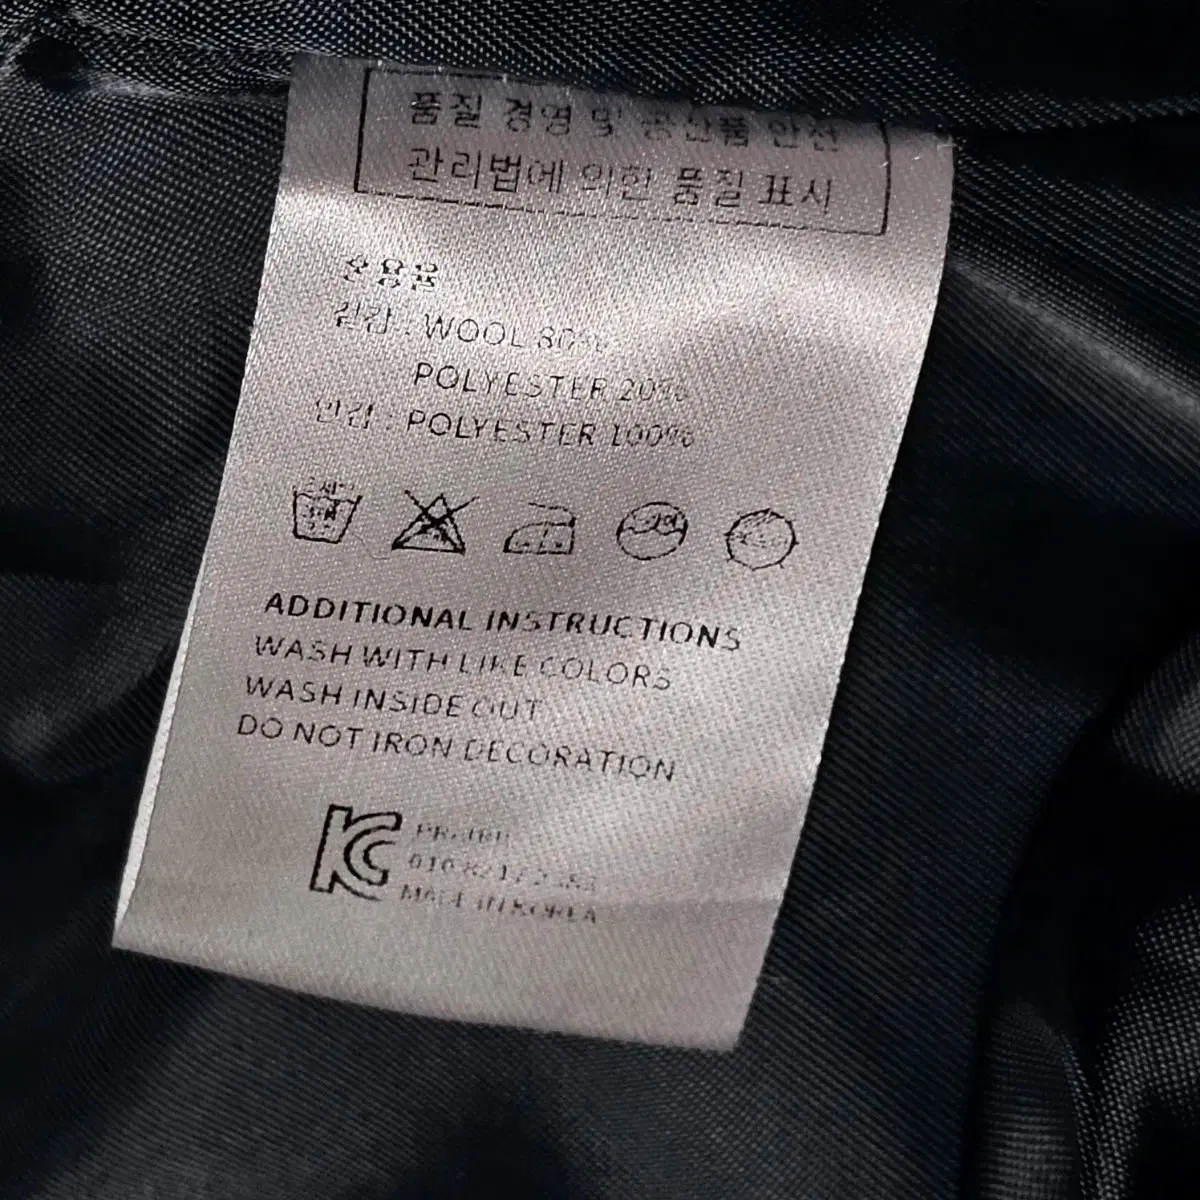 품질 경영 및 공산품 안전
관리법에 의한 품질 표시
혼용율
겉감 : WOOL 80%
POLYESTER 20%
안감 : POLYESTER 100%
ADDITIONAL INSTRUCTIONS
WASH WITH LIKE COLORS
WASH INSIDE OUT
DO NOT IRON DECORATION
MADE IN KOREA